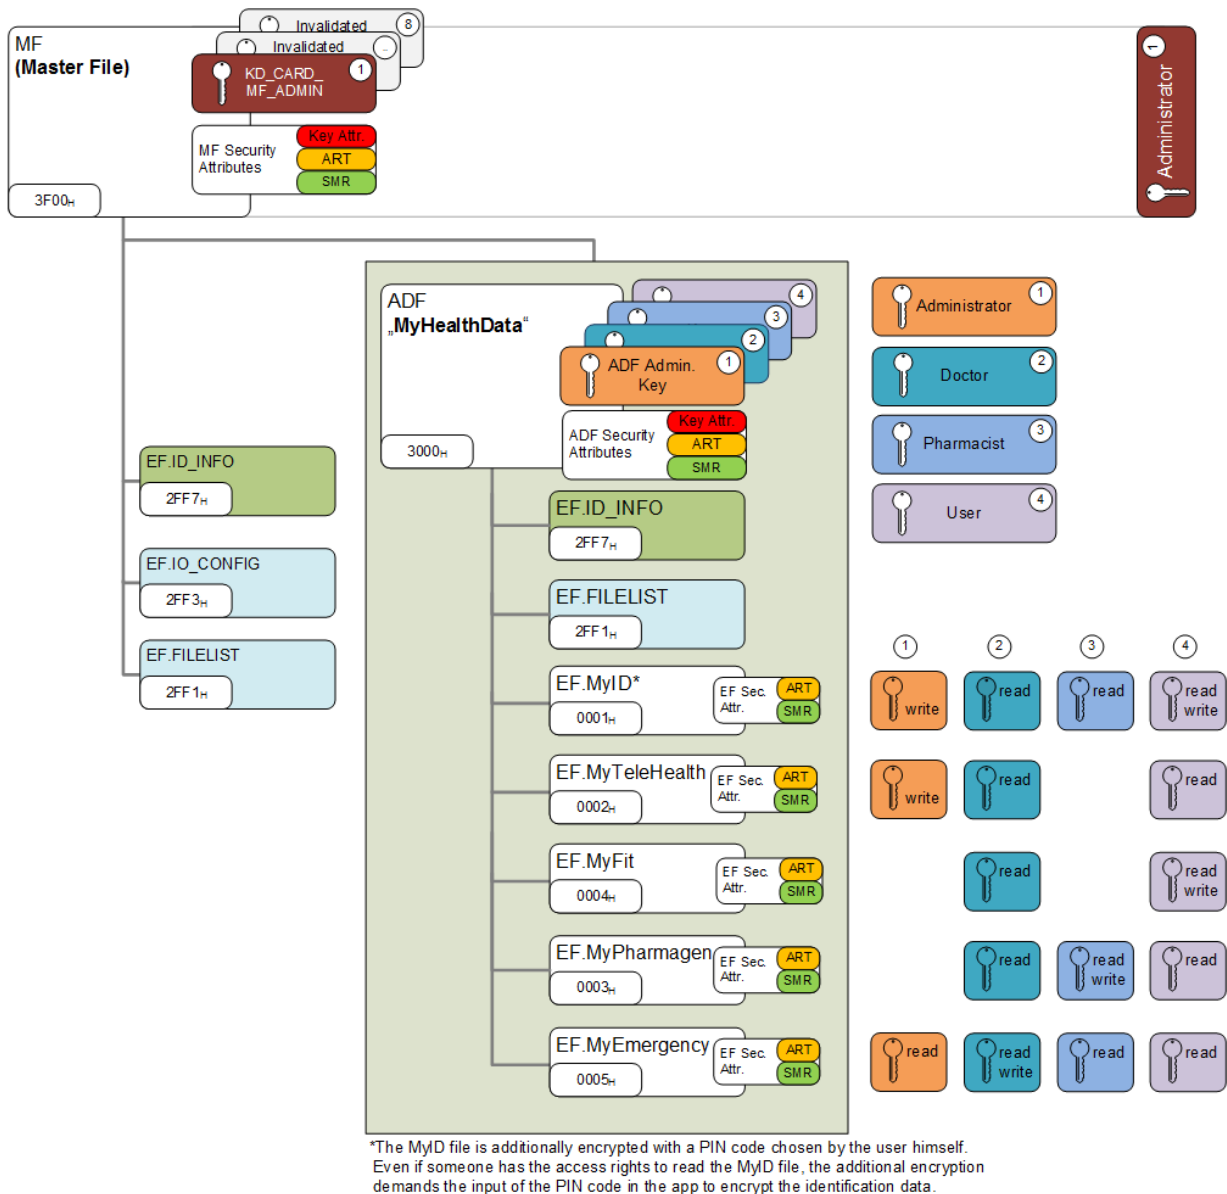 MF
(Master File)
Invalidated
8
Invalidated
KD_CARD_
MF_ADMIN
1
MF Security
Attributes
Key Attr.
ART
SMR
3F00H
Administrator
1
ADF
„MyHealthData“
4
3
2
ADF Admin.
Key
1
ADF Security
Attributes
Key Attr.
ART
SMR
3000H
Administrator
1
Doctor
2
Pharmacist
3
User
4
EF.ID_INFO
2FF7H
EF.IO_CONFIG
2FF3H
EF.FILELIST
2FF1H
EF.ID_INFO
2FF7H
EF.FILELIST
2FF1H
1
2
3
4
EF.MyID*
0001H
EF Sec.
Attr.
ART
SMR
write
read
read
read
write
EF.MyTeleHealth
0002H
EF Sec.
Attr.
ART
SMR
write
read
read
EF.MyFit
0004H
EF Sec.
Attr.
ART
SMR
read
read
write
EF.MyPharmagen
0003H
EF Sec.
Attr.
ART
SMR
read
read
write
read
EF.MyEmergency
0005H
EF Sec.
Attr.
ART
SMR
read
read
write
read
read
*The MyID file is additionally encrypted with a PIN code chosen by the user himself.
Even if someone has the access rights to read the MyID file, the additional encryption
demands the input of the PIN code in the app to encrypt the identification data.